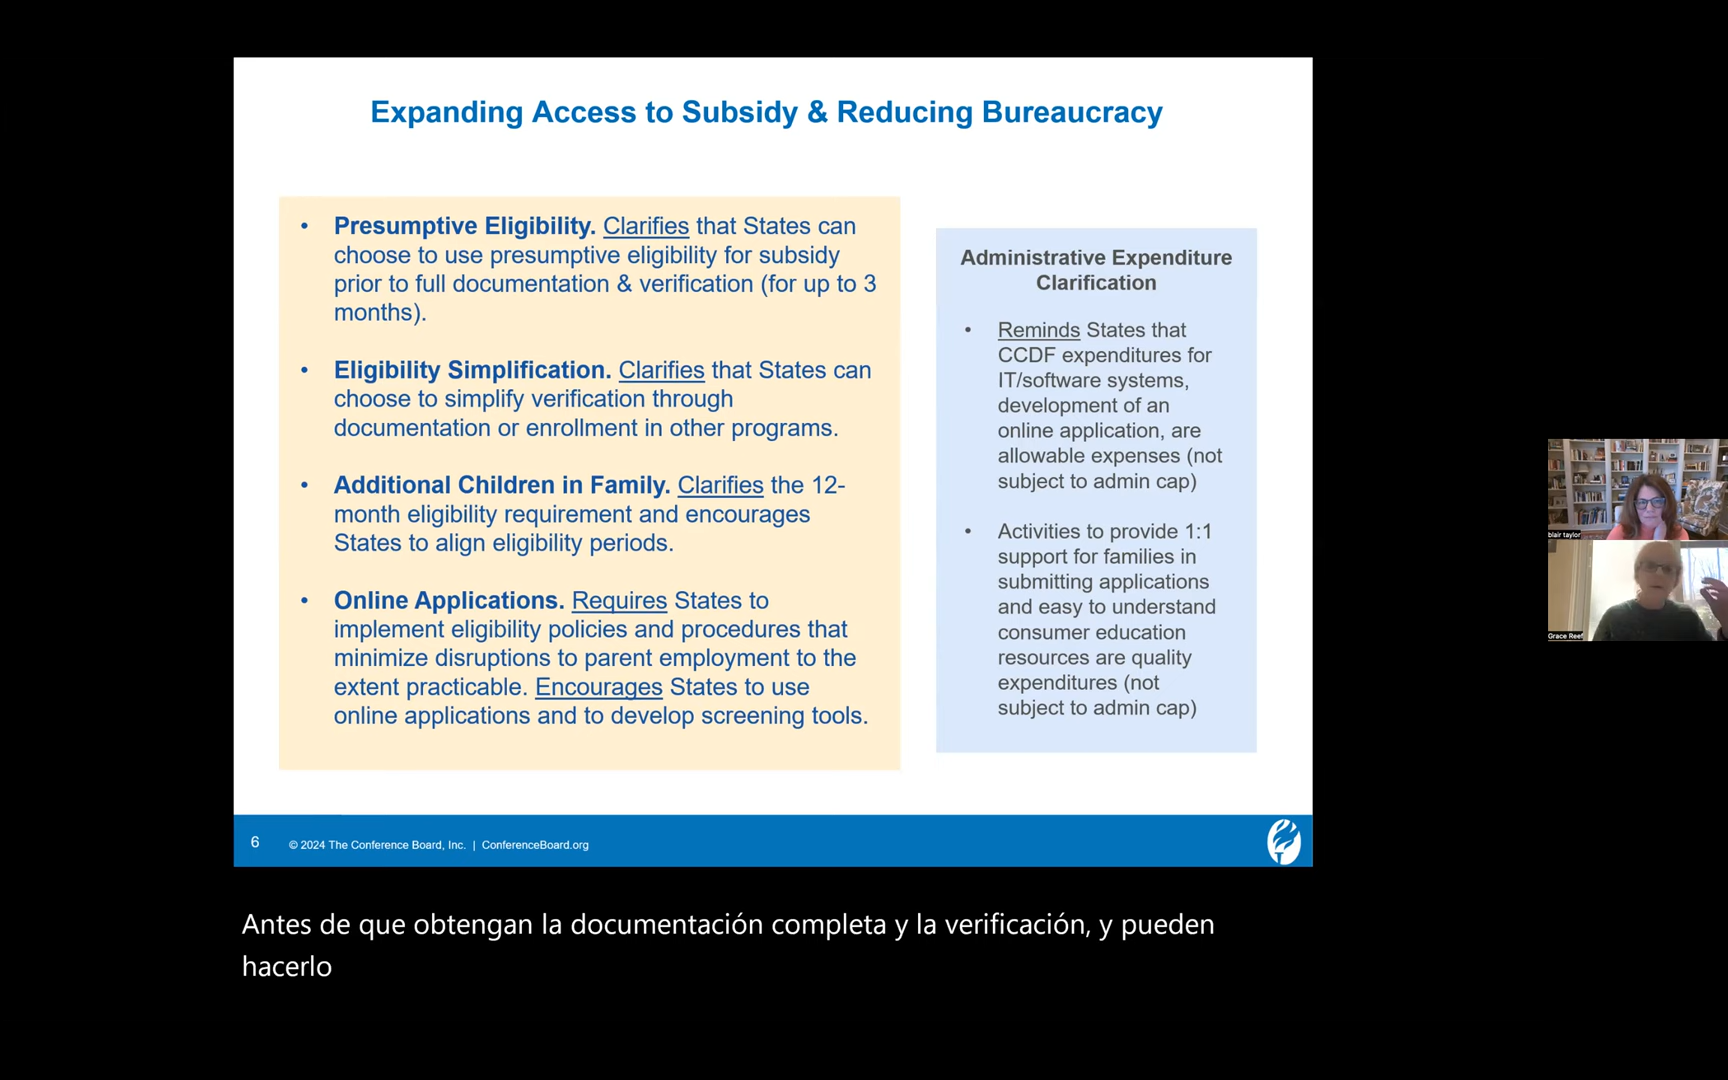 Expanding Access to Subsidy & Reducing Bureaucracy
• Presumptive Eligibility. Clarifies that States can
choose to use presumptive eligibility for subsidy
prior to full documentation & verification (for up to 3
months).
• Eligibility Simplification. Clarifies that States can
choose to simplify verification through
documentation or enrollment in other programs.
• Additional Children in Family. Clarifies the 12-
month eligibility requirement and encourages
States to align eligibility periods.
• Online Applications. Requires States to
implement eligibility policies and procedures that
minimize disruptions to parent employment to the
extent practicable. Encourages States to use
online applications and to develop screening tools.
Administrative Expenditure
Clarification
• Reminds States that
CCDF expenditures for
IT/software systems,
development of an
online application, are
allowable expenses (not
subject to admin cap)
• Activities to provide 1:1
support for families in
submitting applications
and easy to understand
consumer education
resources are quality
expenditures (not
subject to admin cap)
blair taylor
Grace Reef
6 © 2024 The Conference Board, Inc. | ConferenceBoard.org
Antes de que obtengan la documentación completa y la verificación, y pueden
hacerlo